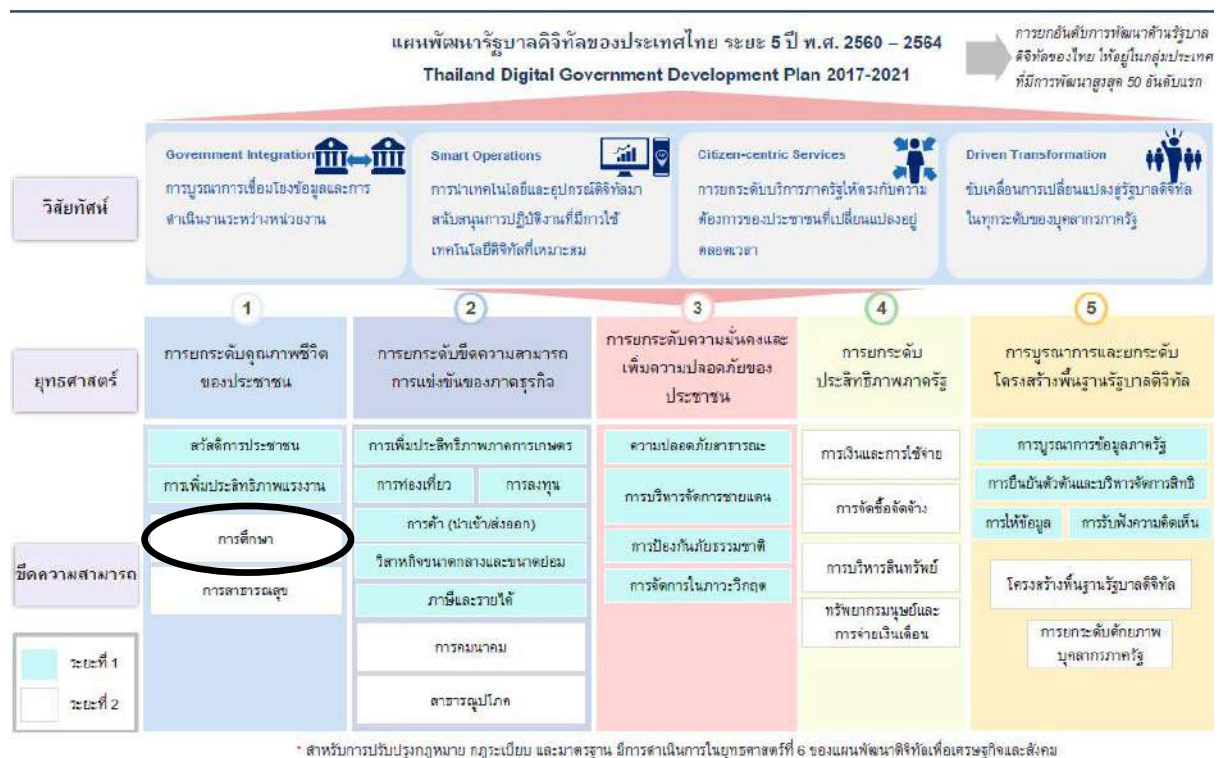 แผนพัฒนารัฐบาลดิจิทัลของประเทศไทย ระยะ 5 ปี พ.ศ. 2560 – 2564
Thailand Digital Government Development Plan 2017-2021
การยกอันดับการพัฒนาด้านรัฐบาล
ดิจิทัลของไทย ให้อยู่ในกลุ่มประเทศ
ที่มีการพัฒนาสูงสุด 50 อันดับแรก
วิสัยทัศน์
Government Integration
การบูรณาการเชื่อมโยงข้อมูลและการ
ดำเนินงานระหว่างหน่วยงาน
Smart Operations
การนำเทคโนโลยีและอุปกรณ์ดิจิทัลมา
สนับสนุนการปฏิบัติงานที่มีการใช้
เทคโนโลยีดิจิทัลที่เหมาะสม
Citizen-centric Services
การยกระดับบริการภาครัฐให้ตรงกับความ
ต้องการของประชาชนที่เปลี่ยนแปลงอยู่
ตลอดเวลา
Driven Transformation
ขับเคลื่อนการเปลี่ยนแปลงสู่รัฐบาลดิจิทัล
ในทุกระดับของบุคลากรภาครัฐ
ยุทธศาสตร์
1
การยกระดับคุณภาพชีวิต
ของประชาชน
2
การยกระดับขีดความสามารถ
การแข่งขันของภาคธุรกิจ
3
การยกระดับความมั่นคงและ
เพิ่มความปลอดภัยของ
ประชาชน
4
การยกระดับ
ประสิทธิภาพภาครัฐ
5
การบูรณาการและยกระดับ
โครงสร้างพื้นฐานรัฐบาลดิจิทัล
ขีดความสามารถ
สวัสดิการประชาชน
การเพิ่มประสิทธิภาพแรงงาน
การศึกษา
การสาธารณสุข
การเพิ่มประสิทธิภาพภาคการเกษตร
การท่องเที่ยว
การลงทุน
การค้า (นำเข้า/ส่งออก)
วิสาหกิจขนาดกลางและขนาดย่อม
ภาษีและรายได้
การคมนาคม
สาธารณูปโภค
ความปลอดภัยสาธารณะ
การบริหารจัดการชายแดน
การป้องกันภัยธรรมชาติ
การจัดการในภาวะวิกฤต
การเงินและการใช้จ่าย
การจัดซื้อจัดจ้าง
การบริหารสินทรัพย์
ทรัพยากรมนุษย์และ
การจ่ายเงินเดือน
การบูรณาการข้อมูลภาครัฐ
การยืนยันตัวตนและบริหารจัดการสิทธิ
การให้ข้อมูล
การรับฟังความคิดเห็น
โครงสร้างพื้นฐานรัฐบาลดิจิทัล
การยกระดับศักยภาพ
บุคลากรภาครัฐ
ระยะที่ 1
ระยะที่ 2
* สำหรับการปรับปรุงกฎหมาย กฎระเบียบ และมาตรฐาน มีการดำเนินการในยุทธศาสตร์ที่ 6 ของแผนพัฒนาดิจิทัลเพื่อเศรษฐกิจและสังคม